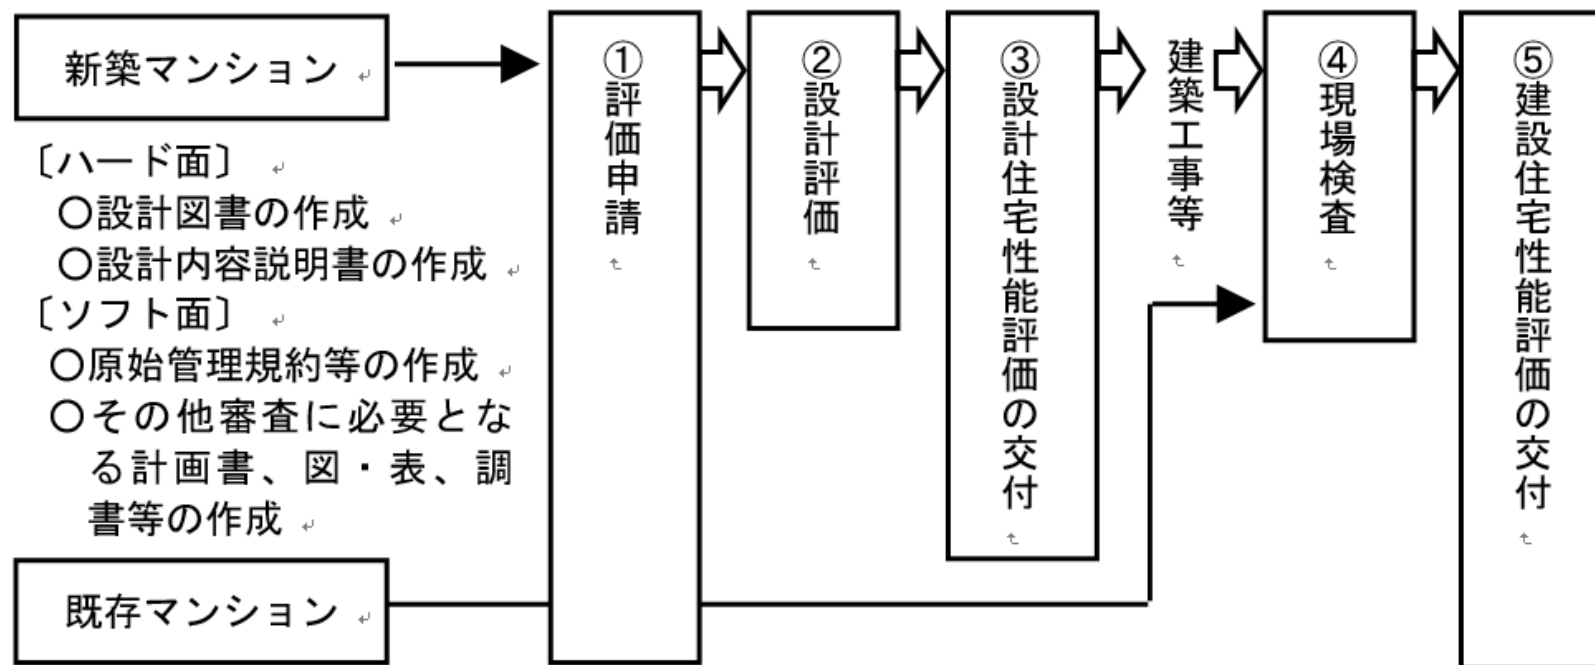 新築マンション
〔ハード面〕
〇設計図書の作成
〇設計内容説明書の作成
〔ソフト面〕
〇原始管理規約等の作成
〇その他審査に必要とな
る計画書、図・表、調
書等の作成
既存マンション
①評価申請
②設計評価
③設計住宅性能評価の交付
建築工事等
④現場検査
⑤建設住宅性能評価の交付